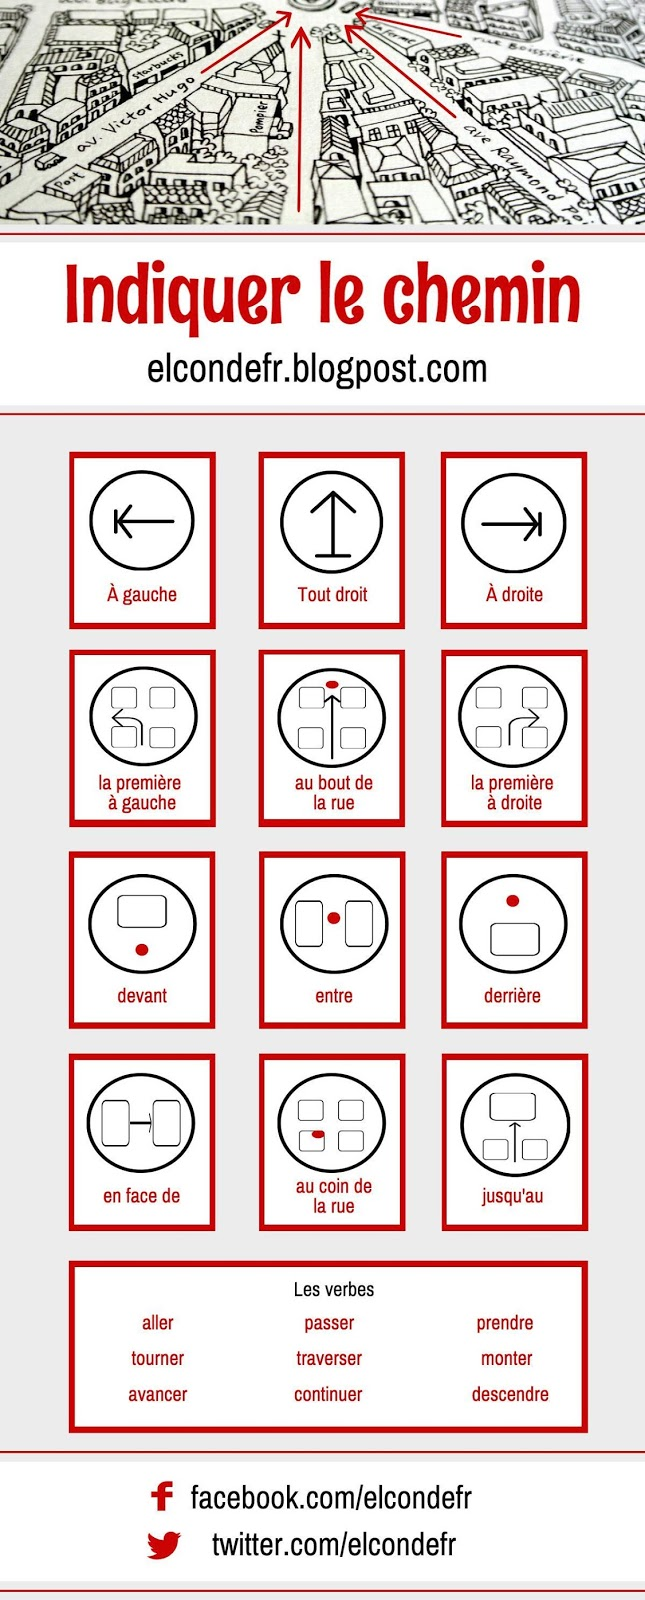 Starbucks
av. Victor Hugo
Post
Pompier
ave Raymond Po
Boissière
Indiquer le chemin
elcondefr.blogpost.com
À gauche
Tout droit
À droite
la première
à gauche
au bout de
la rue
la première
à droite
devant
entre
derrière
en face de
au coin de
la rue
jusqu'au
Les verbes
aller
passer
prendre
tourner
traverser
monter
avancer
continuer
descendre
facebook.com/elcondefr
twitter.com/elcondefr